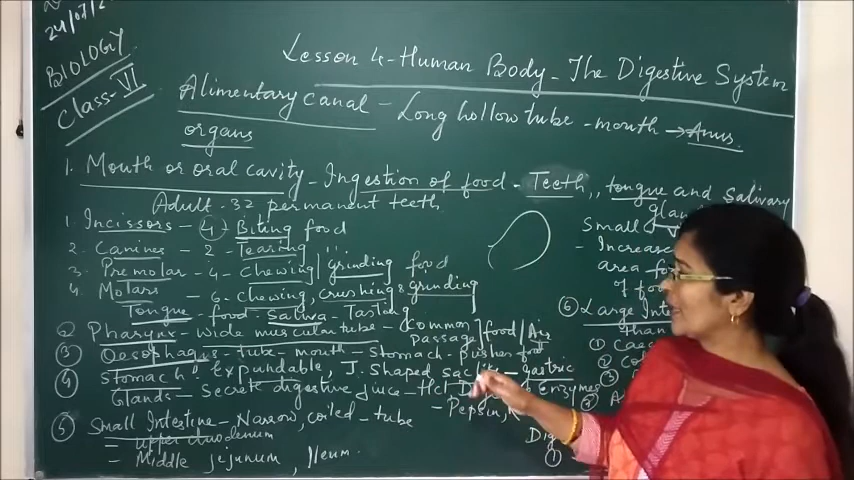 24/07/2
BIOLOGY
Class-VI
Lesson 4-Human Body-The Digestive System
Alimentary canal - Long hollow tube - mouth → Anus.
organs
1. Mouth or oral cavity - Ingestion of food - Teeth,, tongue and salivary
glan
Adult - 32 permanent teeth
1. Incissors - 4 - Biting food
2. Canines - 2 - Tearing "
3. Premolar - 4 - chewing | grinding food
4. Molars - 6 - chewing, crushing & grinding
Tongue - food - Saliva - Tasting
② Pharynx - wide muscular tube - Common passage food/Air
③ Oesophagus - tube - mouth - Stomach - pushes food
④ Stomach - Expandable, J. Shaped sac like - gastric
Glands - Secrete digestive juice - Hcl Enzymes
- Pepsin,
⑤ Small Intestine - Narrow, coiled - tube
- upper duodenum
- Middle jejunum, Ileum.
Small
- Increase
area fo
of food
⑥ Large Inte
than
① Caec
② Co
③
Dig
①